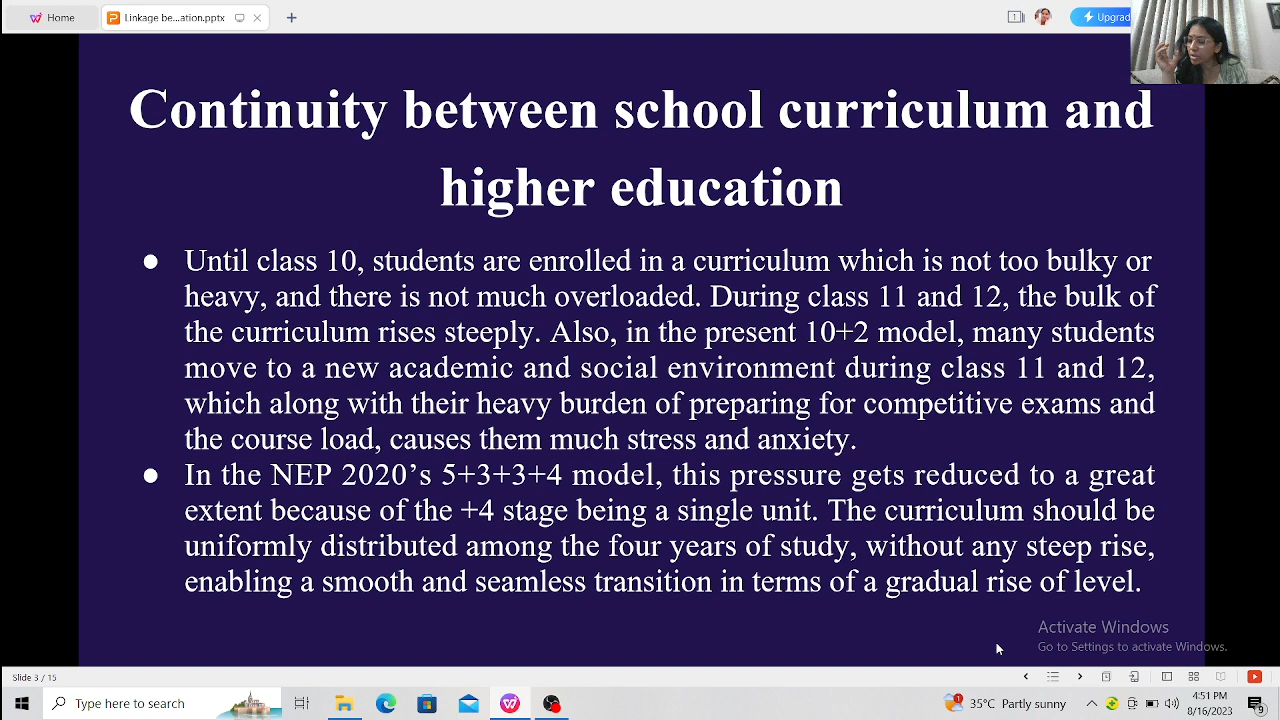 Home
Linkage be...ation.pptx
1
Upgrad
Continuity between school curriculum and
higher education
● Until class 10, students are enrolled in a curriculum which is not too bulky or
heavy, and there is not much overloaded. During class 11 and 12, the bulk of
the curriculum rises steeply. Also, in the present 10+2 model, many students
move to a new academic and social environment during class 11 and 12,
which along with their heavy burden of preparing for competitive exams and
the course load, causes them much stress and anxiety.
● In the NEP 2020’s 5+3+3+4 model, this pressure gets reduced to a great
extent because of the +4 stage being a single unit. The curriculum should be
uniformly distributed among the four years of study, without any steep rise,
enabling a smooth and seamless transition in terms of a gradual rise of level.
Activate Windows
Go to Settings to activate Windows.
Slide 3 / 15
Type here to search
1
35°C Partly sunny
4:51 PM
8/16/2023
9